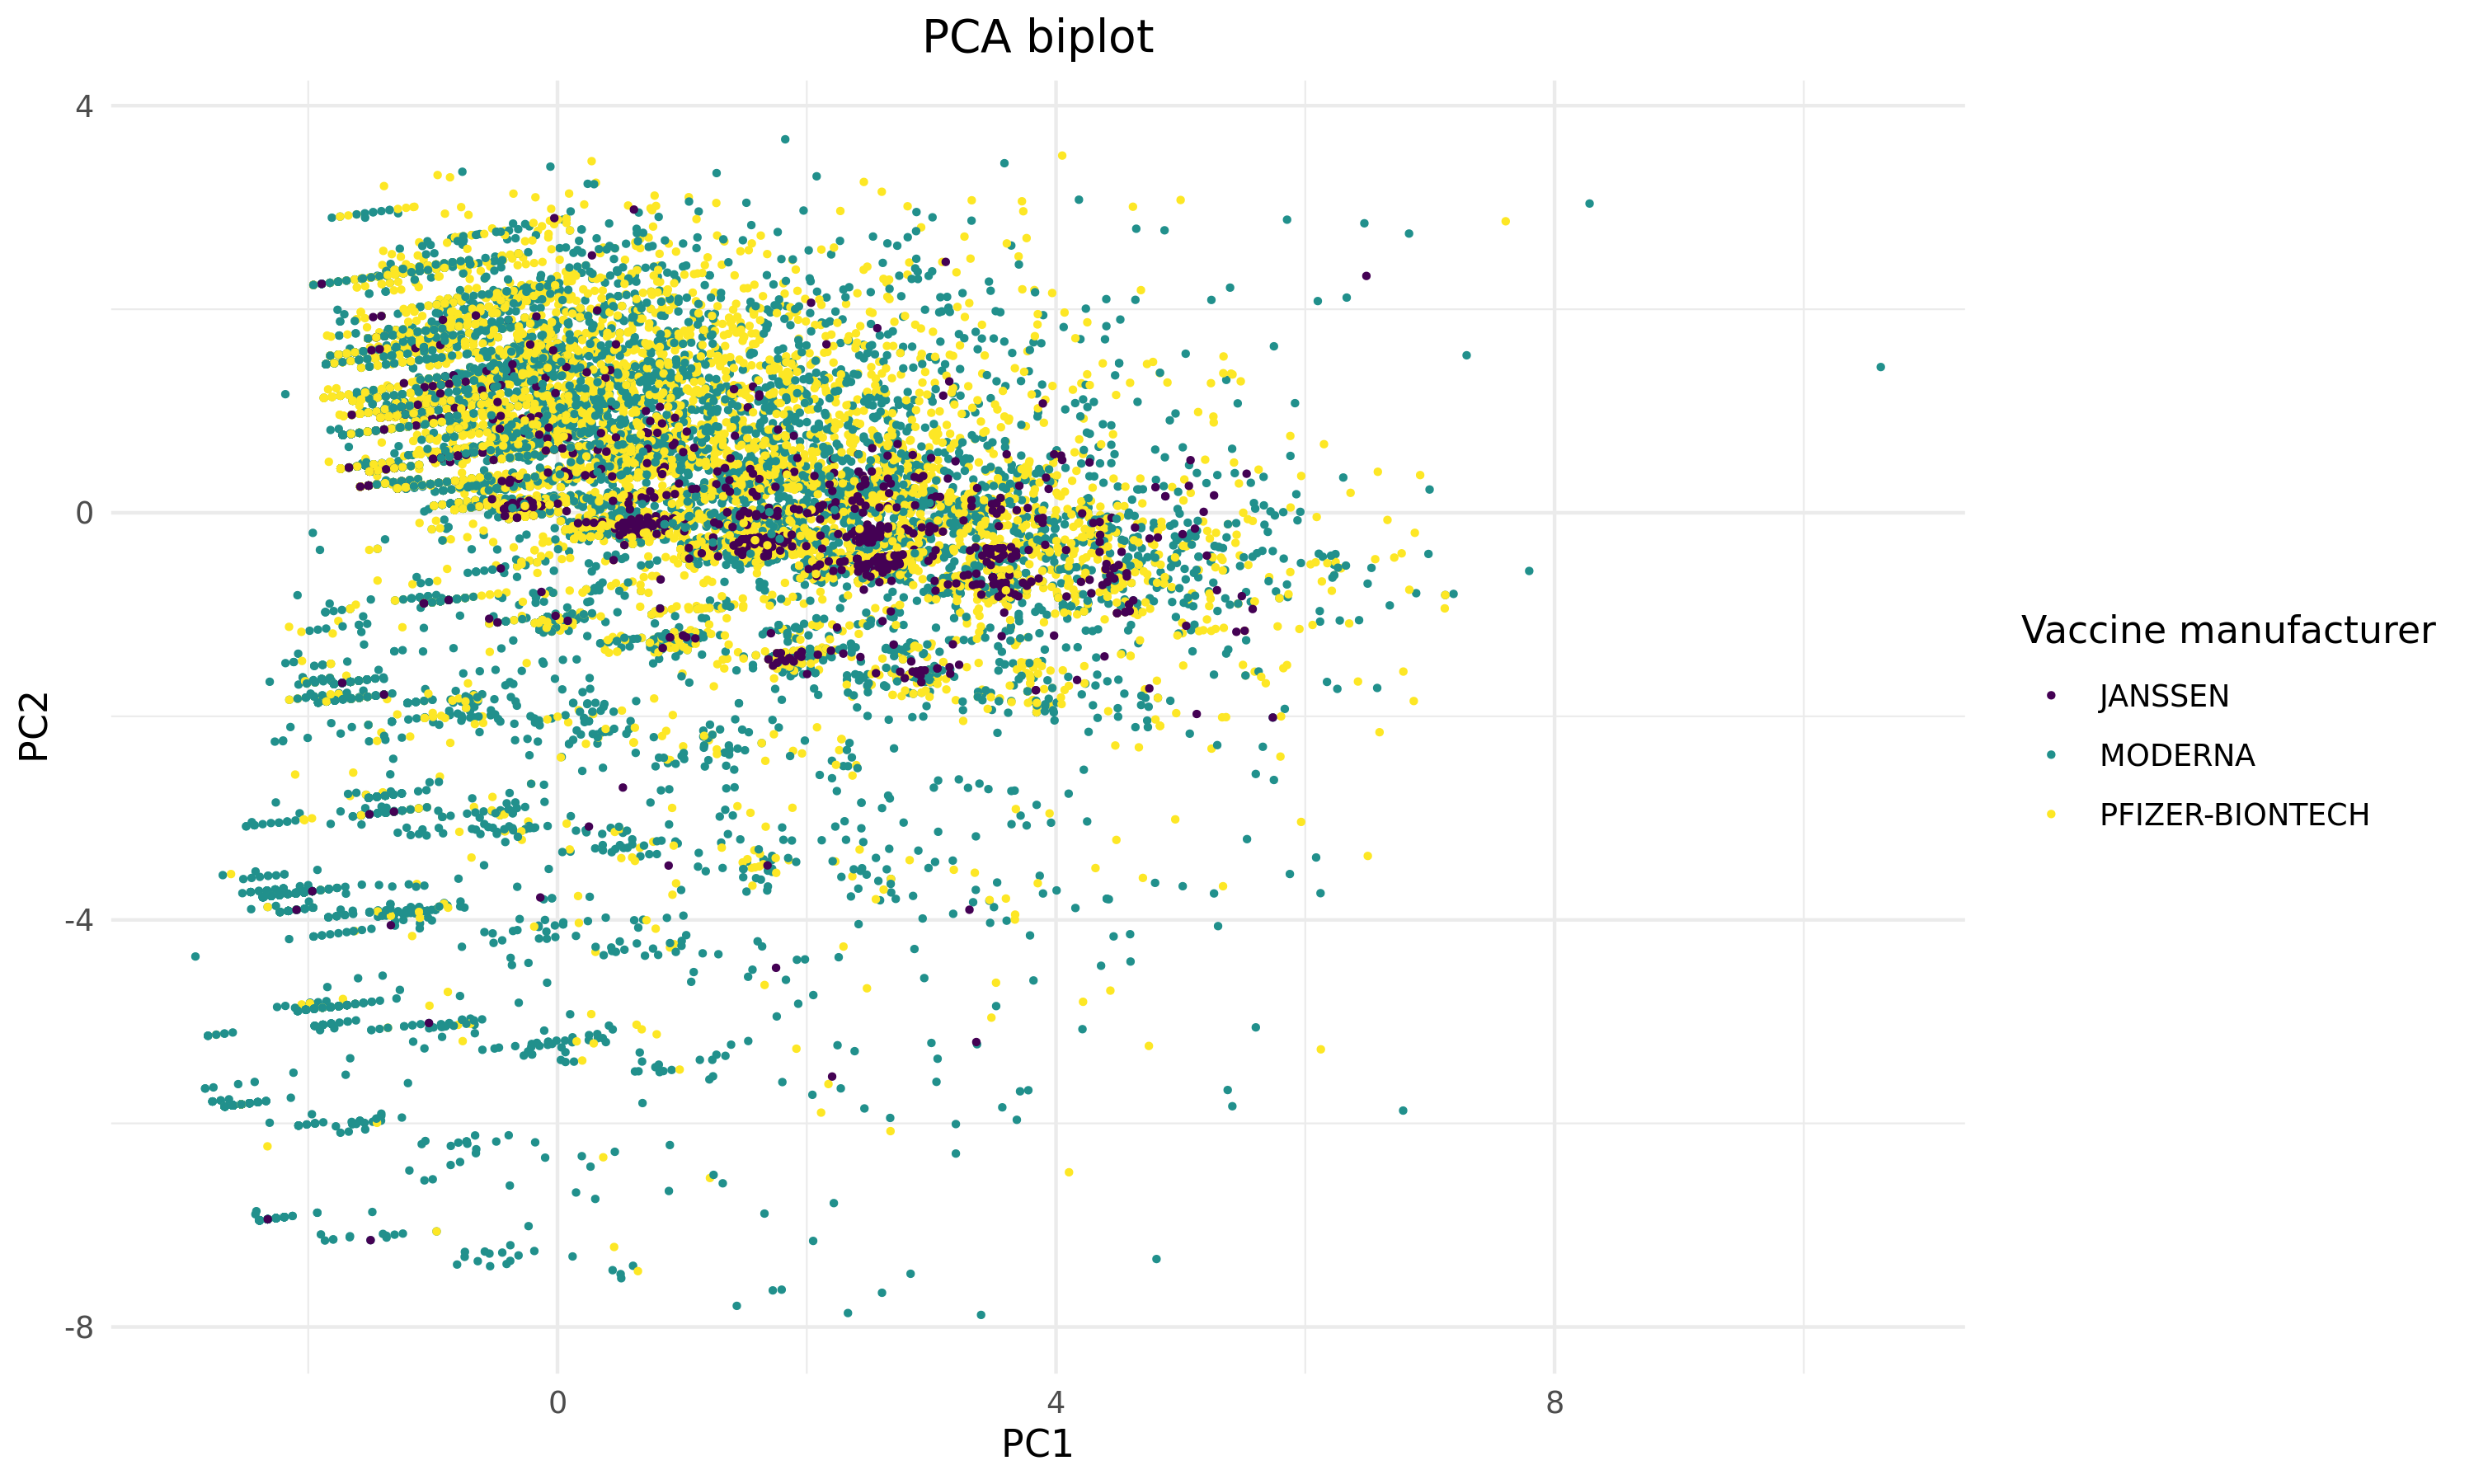 PCA biplot
4
0
-4
-8
PC2
0
4
8
PC1
Vaccine manufacturer
JANSSEN
MODERNA
PFIZER-BIONTECH